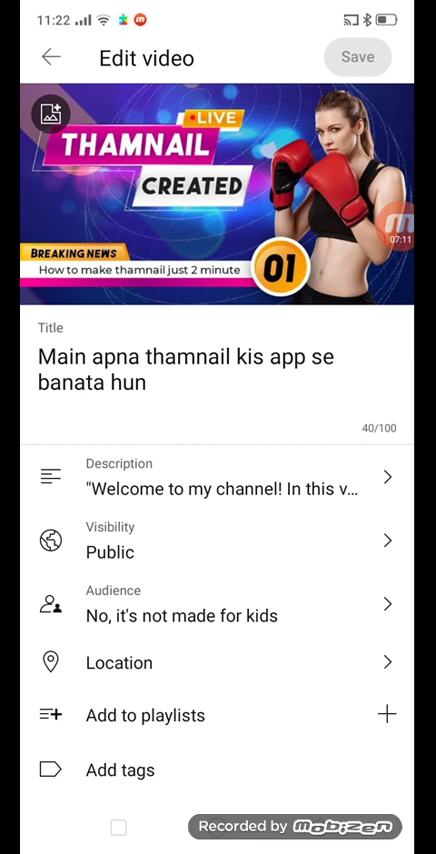 11:22
Edit video
Save
LIVE
THAMNAIL
CREATED
07:11
BREAKING NEWS
How to make thamnail just 2 minute
01
Title
Main apna thamnail kis app se
banata hun
40/100
Description
"Welcome to my channel! In this v...
Visibility
Public
Audience
No, it's not made for kids
Location
Add to playlists
Add tags
Recorded by mobizen